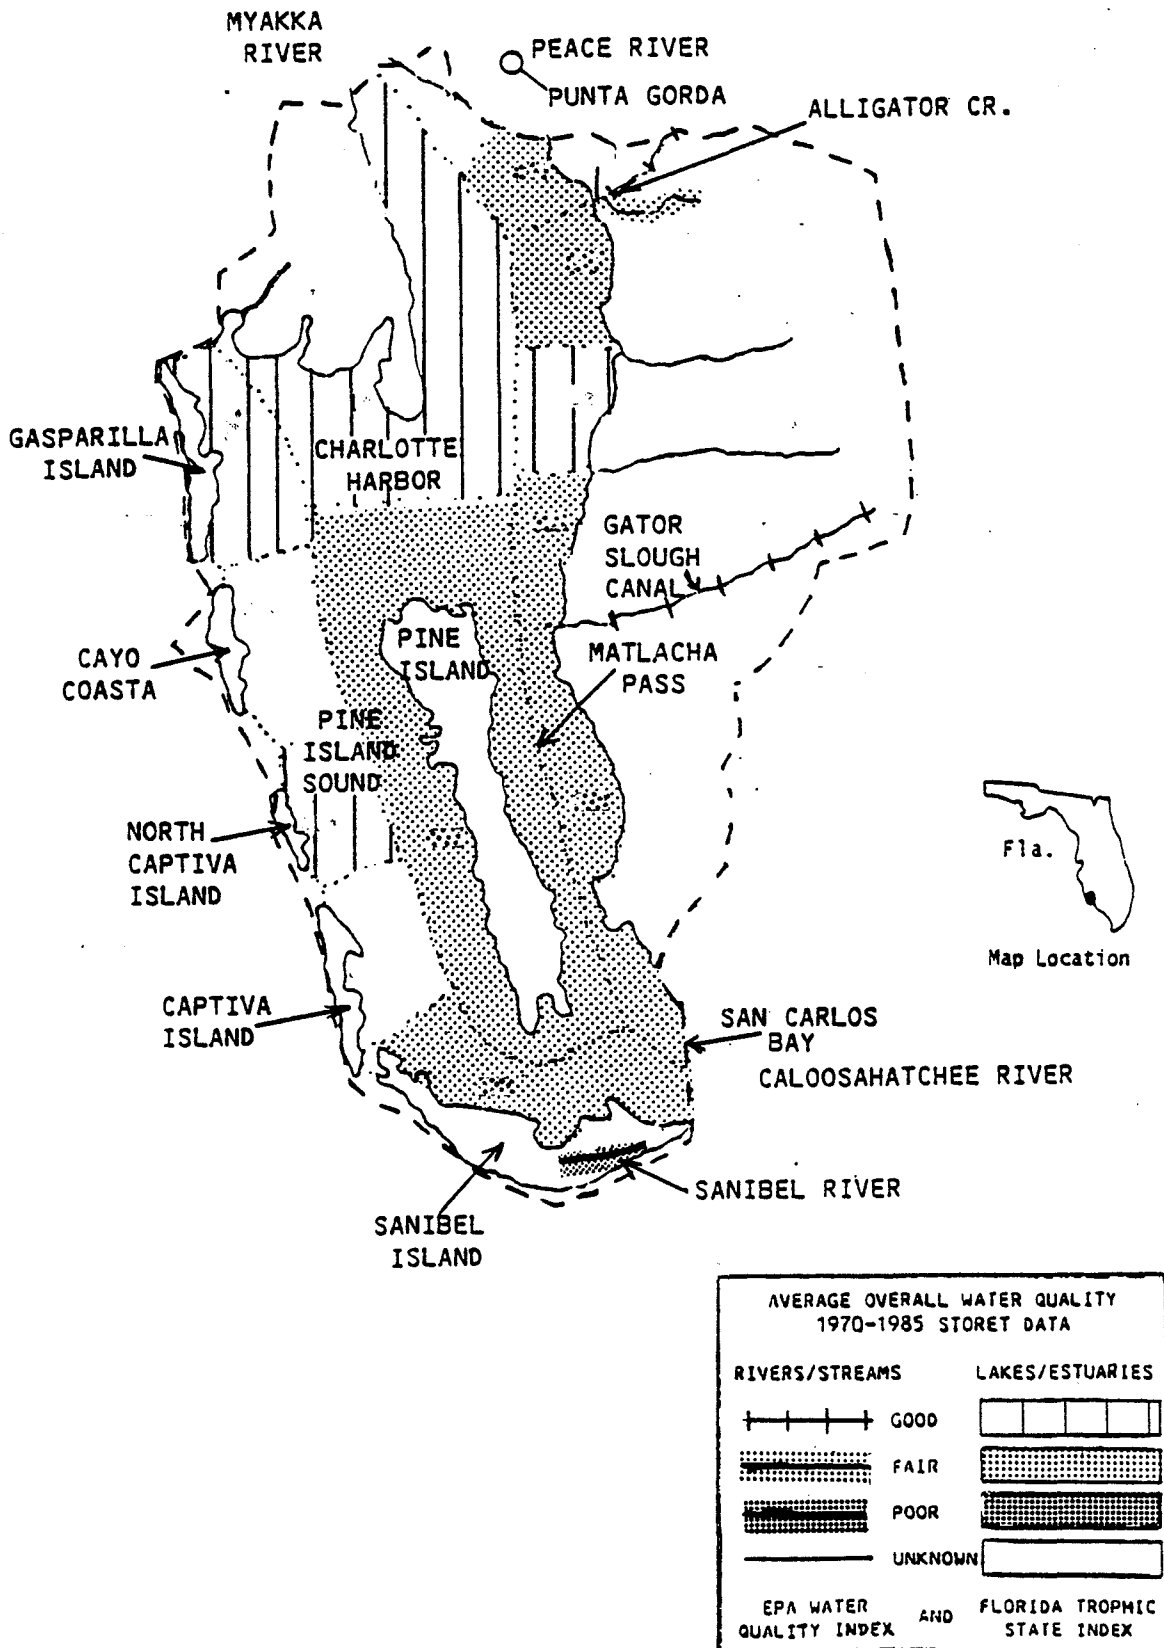 MYAKKA
RIVER
PEACE RIVER
PUNTA GORDA
ALLIGATOR CR.
GASPARILLA
ISLAND
CHARLOTTE
HARBOR
GATOR
SLOUGH
CANAL
PINE
ISLAND
MATLACHA
PASS
CAYO
COASTA
PINE
ISLAND
SOUND
NORTH
CAPTIVA
ISLAND
Fla.
Map Location
CAPTIVA
ISLAND
SAN CARLOS
BAY
CALOOSAHATCHEE RIVER
SANIBEL RIVER
SANIBEL
ISLAND
AVERAGE OVERALL WATER QUALITY
1970-1985 STORET DATA
RIVERS/STREAMS LAKES/ESTUARIES
GOOD
FAIR
POOR
UNKNOWN
EPA WATER
QUALITY INDEX
AND
FLORIDA TROPMIC
STATE INDEX